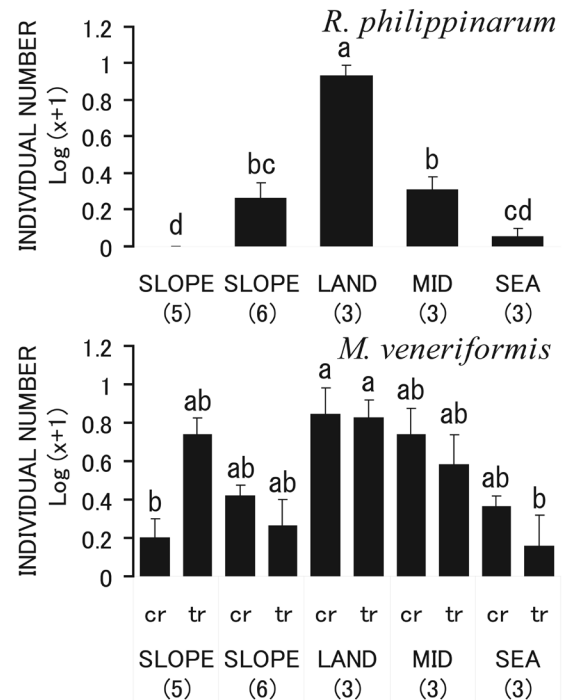 R. philippinarum
INDIVIDUAL NUMBER
Log (x+1)
1.2
1
0.8
0.6
0.4
0.2
0
d
bc
a
b
cd
SLOPE SLOPE LAND MID SEA
(5) (6) (3) (3) (3)
M. veneriformis
INDIVIDUAL NUMBER
Log (x+1)
1.2
1
0.8
0.6
0.4
0.2
0
b
ab
ab
ab
a
a
ab
ab
ab
b
cr tr cr tr cr tr cr tr cr tr
SLOPE SLOPE LAND MID SEA
(5) (6) (3) (3) (3)